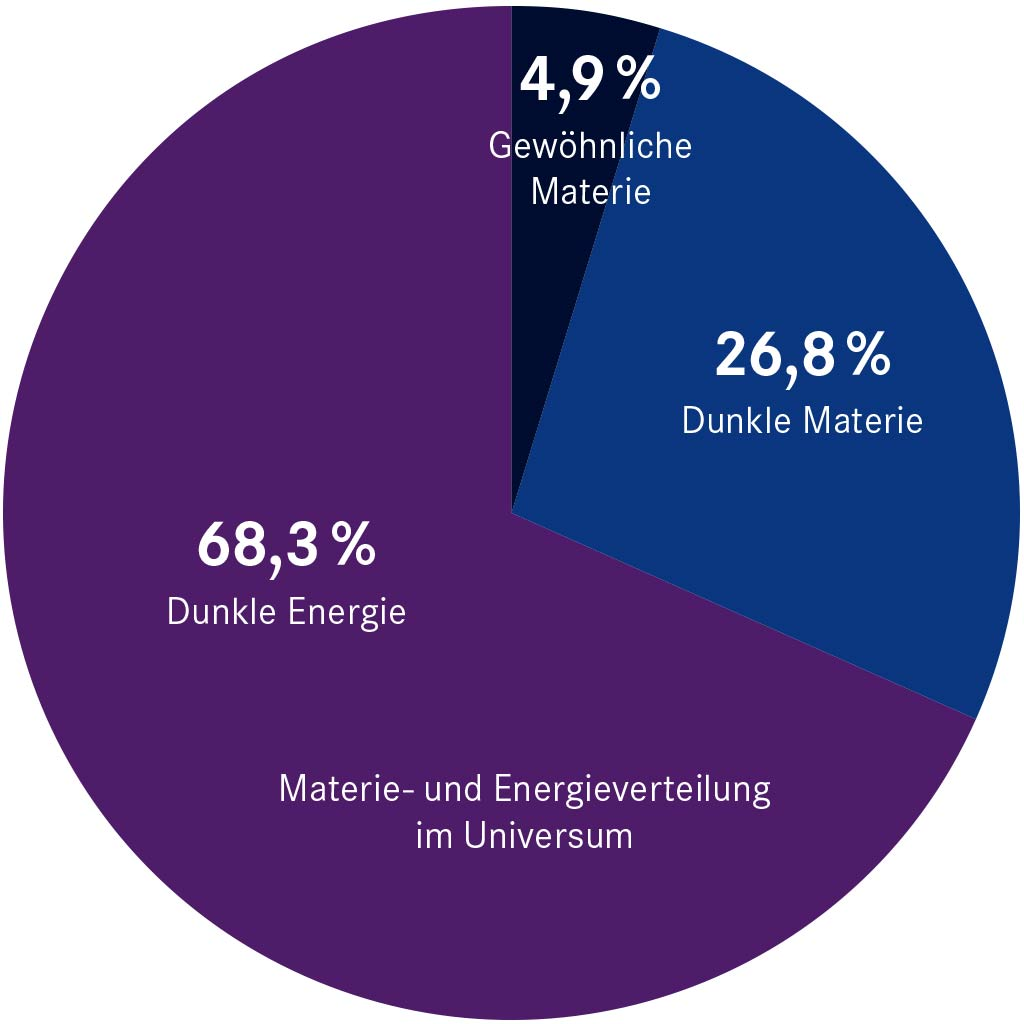 4,9 %
Gewöhnliche
Materie
26,8 %
Dunkle Materie
68,3 %
Dunkle Energie
Materie- und Energieverteilung
im Universum